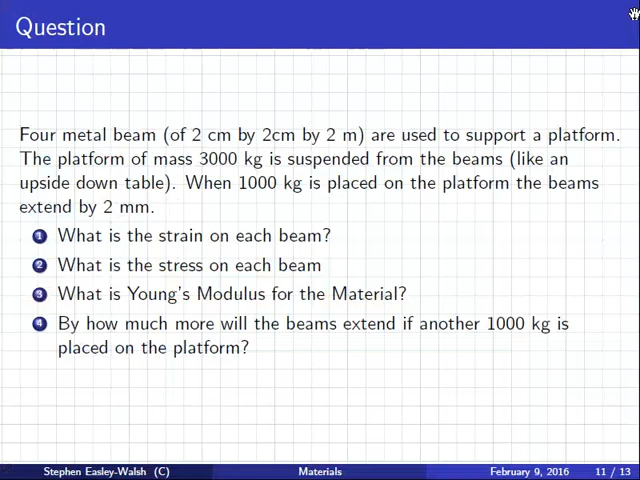 Question
Four metal beam (of 2 cm by 2cm by 2 m) are used to support a platform.
The platform of mass 3000 kg is suspended from the beams (like an
upside down table). When 1000 kg is placed on the platform the beams
extend by 2 mm.
1 What is the strain on each beam?
2 What is the stress on each beam
3 What is Young's Modulus for the Material?
4 By how much more will the beams extend if another 1000 kg is
placed on the platform?
Stephen Easley-Walsh (C) Materials February 9, 2016 11 / 13